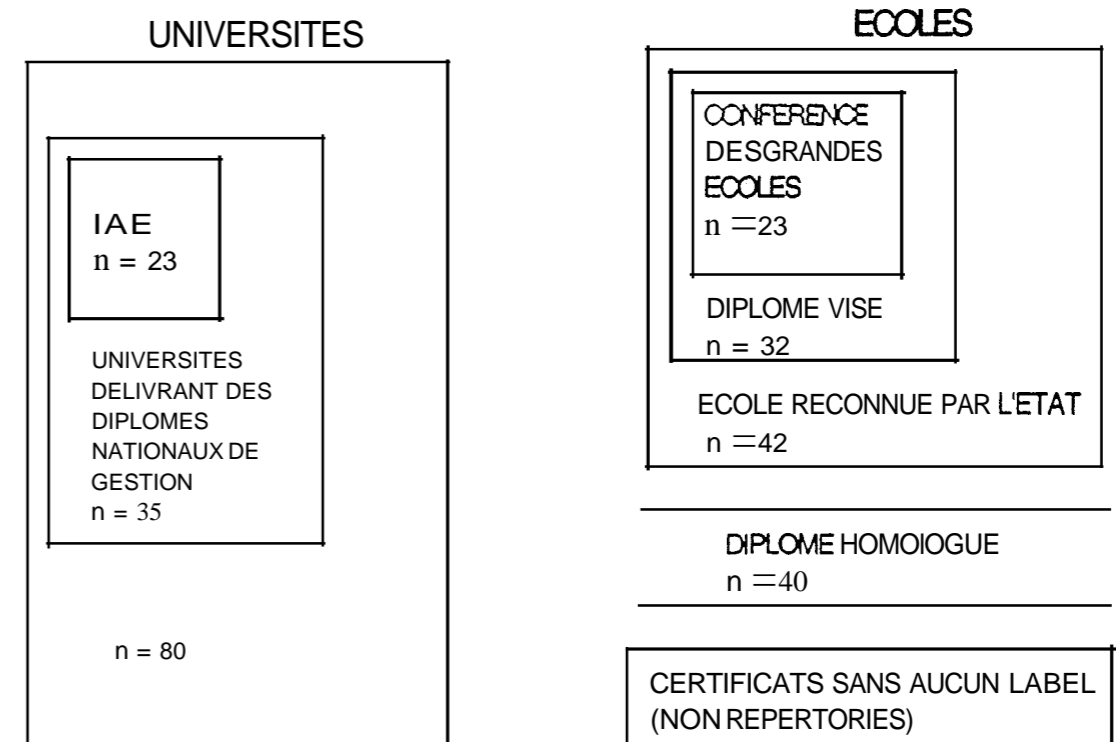 UNIVERSITES
IAE
n = 23
UNIVERSITES
DELIVRANT DES
DIPLOMES
NATIONAUX DE
GESTION
n = 35
n = 80
ECOLES
CONFERENCE
DESGRANDES
ECOLES
n =23
DIPLOME VISE
n = 32
ECOLE RECONNUE PAR L'ETAT
n =42
DIPLOME HOMOIOGUE
n =40
CERTIFICATS SANS AUCUN LABEL
(NON REPERTORIES)